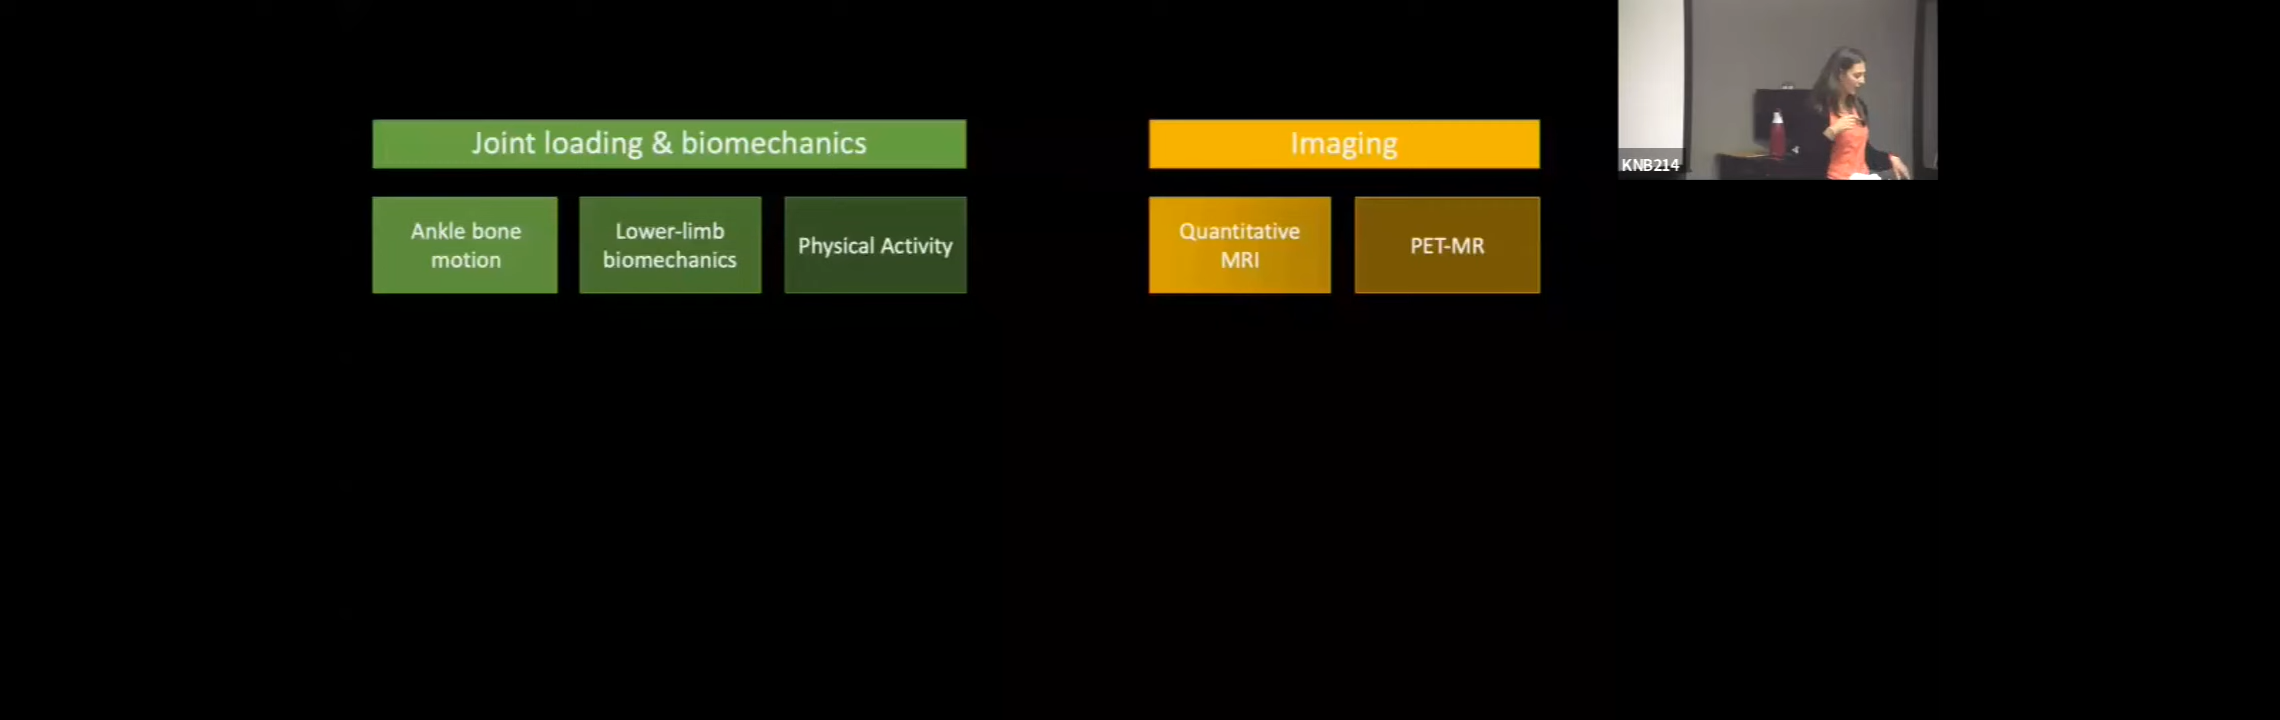 Joint loading & biomechanics
Ankle bone
motion
Lower-limb
biomechanics
Physical Activity
Imaging
Quantitative
MRI
PET-MR
KNB214